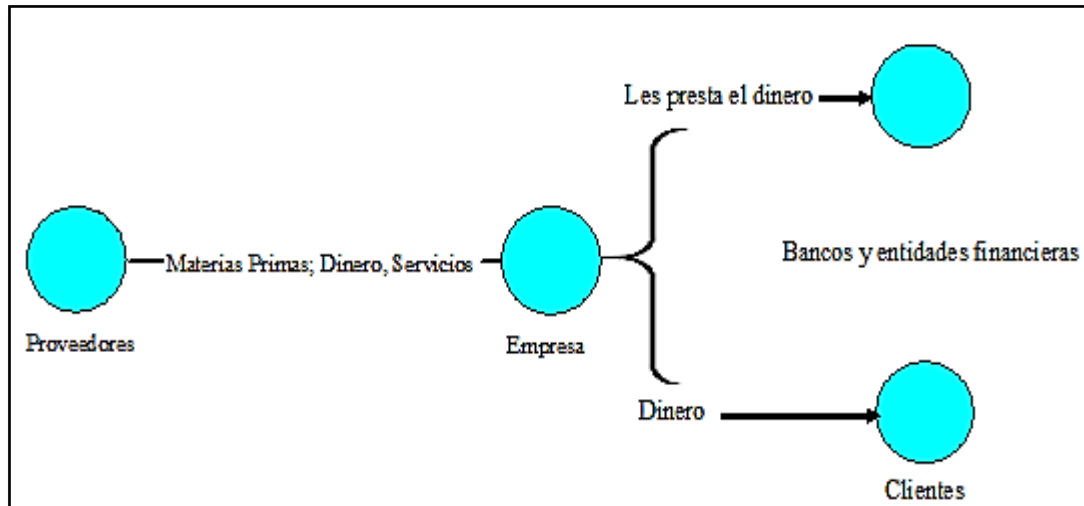 Les presta el dinero
Materias Primas; Dinero, Servicios
Bancos y entidades financieras
Proveedores
Empresa
Dinero
Clientes